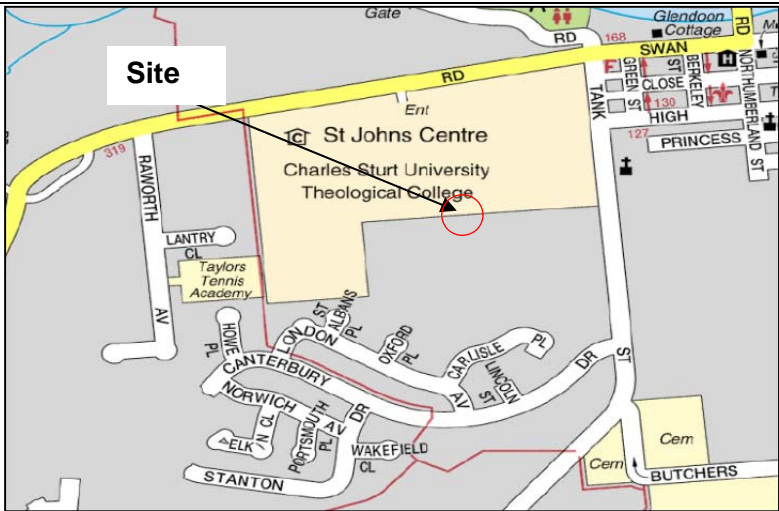 Gate
RD
168
Glendoon
Cottage
RD
SWAN
Site
RD
F
GREEN ST
ST
BERKELEY
H
NORTHUMBERLAND ST
CLOSE
130
HIGH
127
PRINCESS
TANK
ST
Ent
C
St Johns Centre
Charles Sturt University
Theological College
319
RAWORTH
AV
LANTRY
CL
Taylors
Tennis
Academy
HOWE
PL
LONDON
AV
ST
ALBANS
PL
OXFORD
PL
CARLISLE
PL
LINCOLN
ST
CANTERBURY
DR
NORWICH
AV
DR
ELK
N CL
PORTSMOUTH
PL
WAKEFIELD
CL
STANTON
Cem
Cem
BUTCHERS